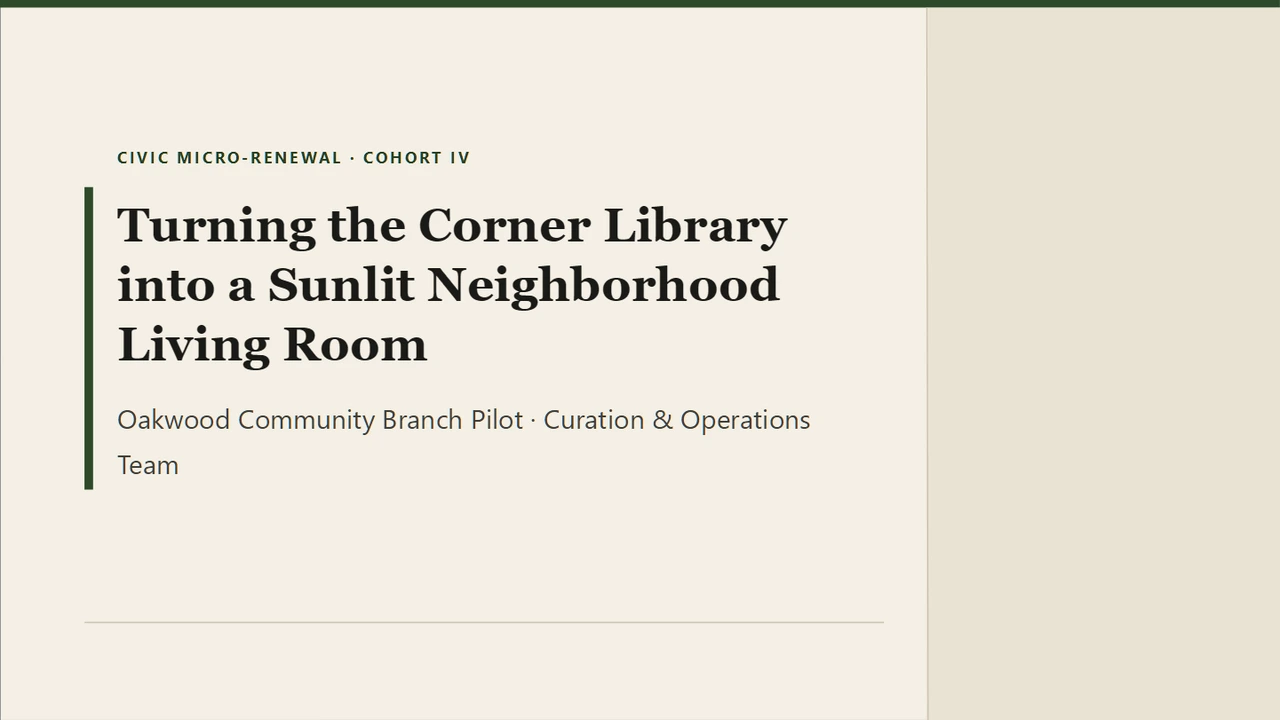 CIVIC MICRO-RENEWAL · COHORT IV
Turning the Corner Library
into a Sunlit Neighborhood
Living Room
Oakwood Community Branch Pilot · Curation & Operations
Team